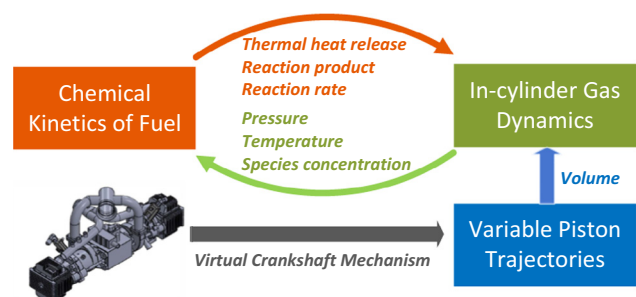 Thermal heat release
Reaction product
Reaction rate
Chemical
Kinetics of Fuel
In-cylinder Gas
Dynamics
Pressure
Temperature
Species concentration
Volume
Variable Piston
Trajectories
Virtual Crankshaft Mechanism